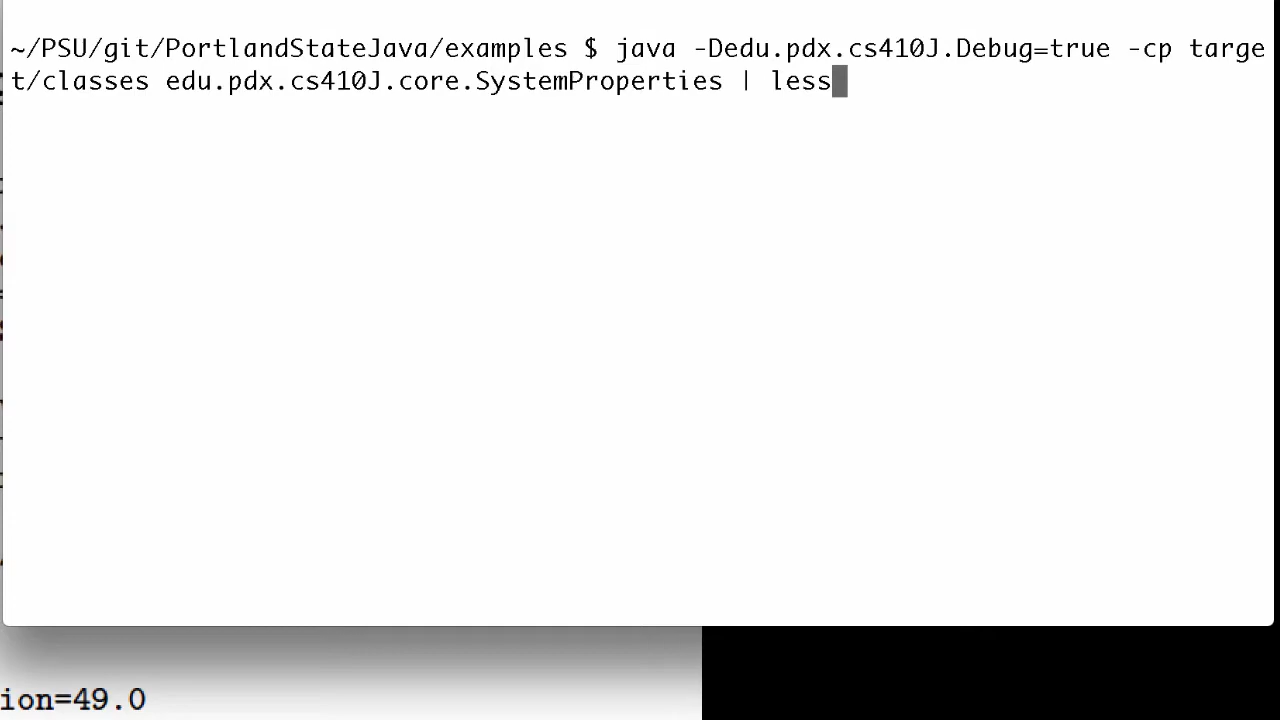 ~/PSU/git/PortlandStateJava/examples $ java -Dedu.pdx.cs410J.Debug=true -cp targe
t/classes edu.pdx.cs410J.core.SystemProperties | less
ion=49.0